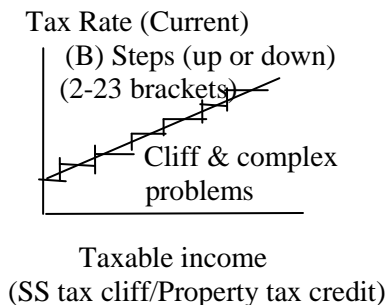 Tax Rate (Current)
(B) Steps (up or down)
(2-23 brackets)
Cliff & complex
problems
Taxable income
(SS tax cliff/Property tax credit)